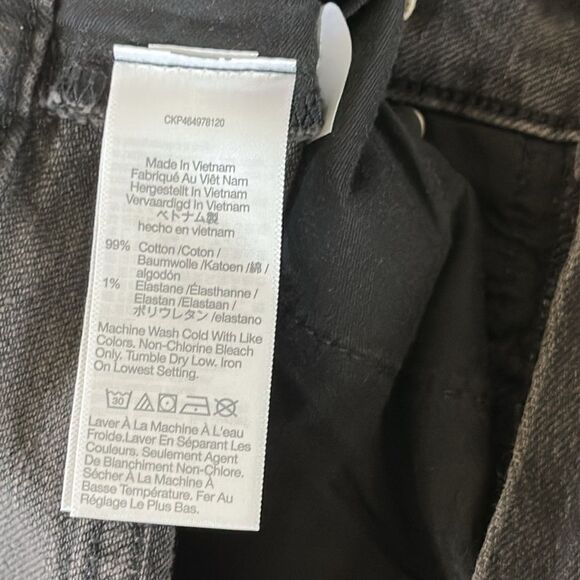 CKP464978120
Made In Vietnam
Fabriqué Au Viêt Nam
Hergestellt In Vietnam
Vervaardigd In Vietnam
ベトナム製
hecho en vietnam
99% Cotton /Coton /
Baumwolle /Katoen /綿 /
algodón
1% Elastane /Élasthanne /
Elastan /Elastaan /
ポリウレタン /elastano
Machine Wash Cold With Like
Colors. Non-Chlorine Bleach
Only. Tumble Dry Low. Iron
On Lowest Setting.
30
Laver À La Machine À L'eau
Froide.Laver En Séparant Les
Couleurs. Seulement Agent
De Blanchiment Non-Chlore.
Sécher À La Machine À
Basse Température. Fer Au
Réglage Le Plus Bas.